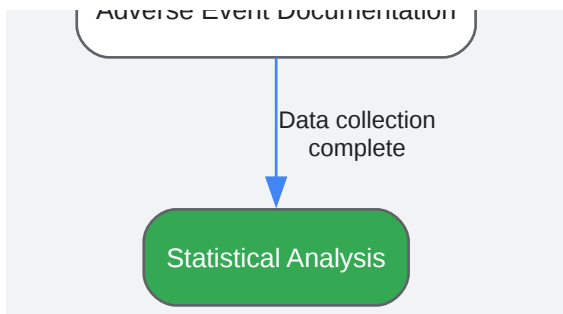 Adverse Event Documentation
Data collection
complete
Statistical Analysis